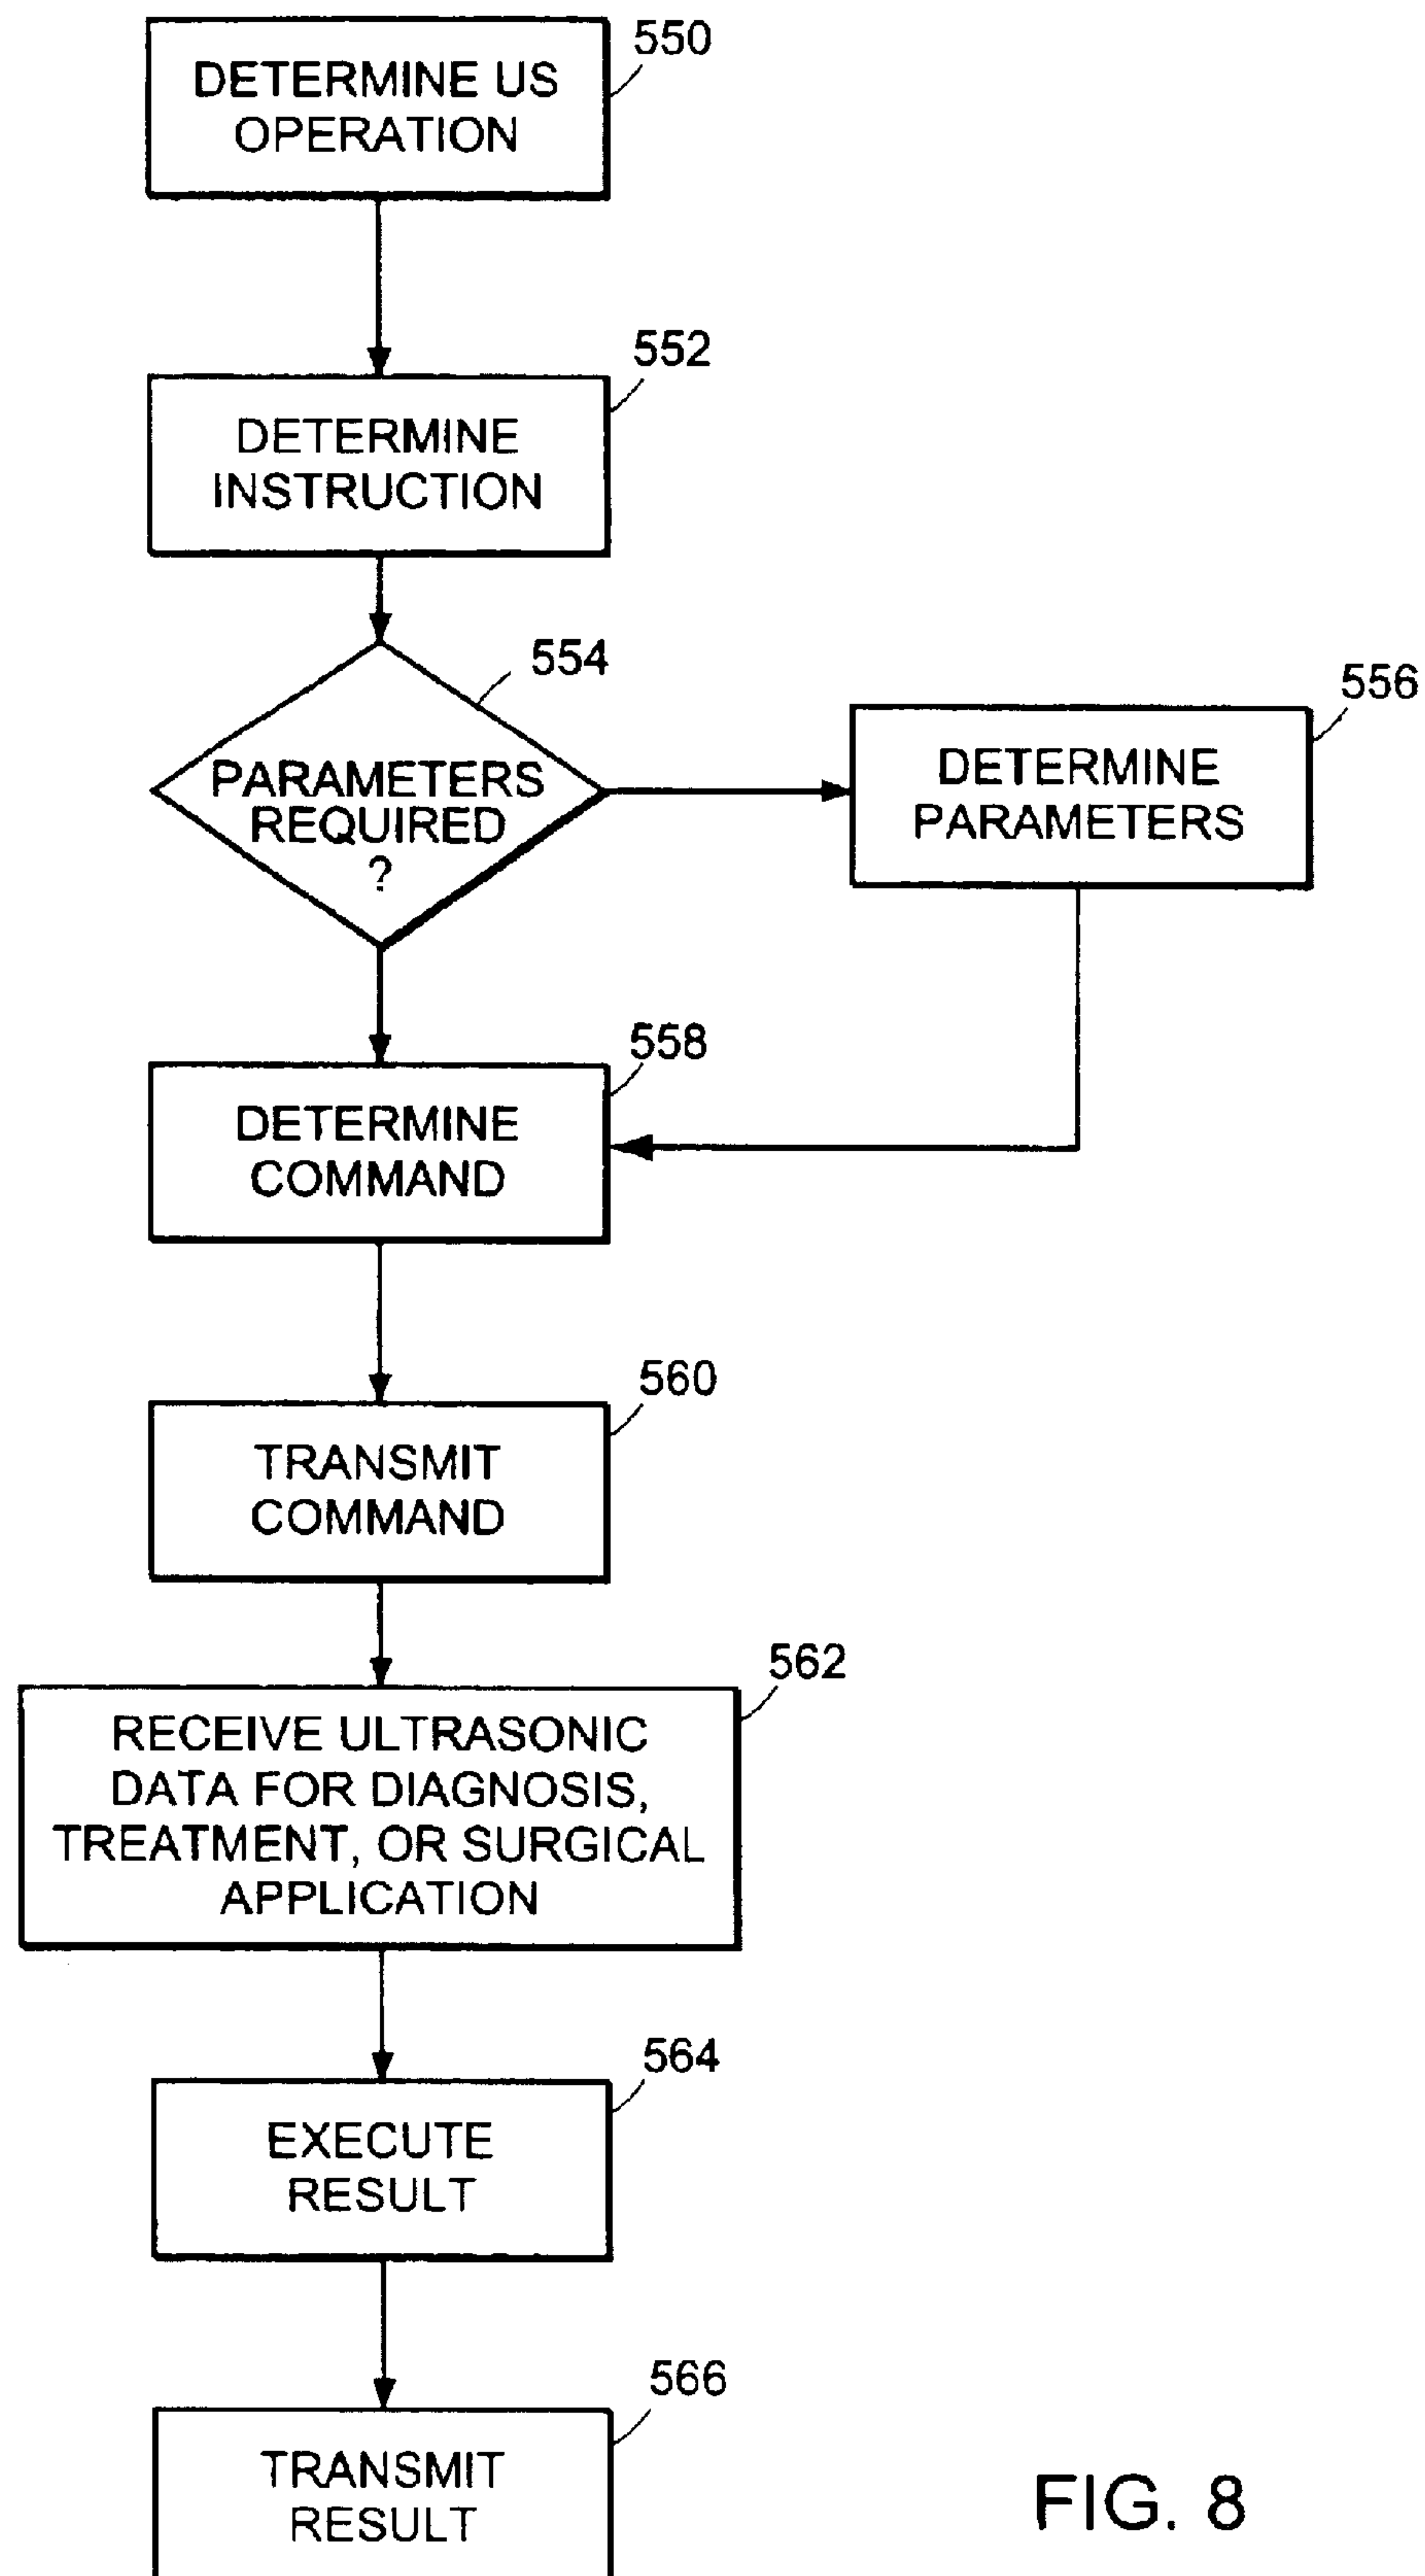 550
DETERMINE US
OPERATION
552
DETERMINE
INSTRUCTION
554
PARAMETERS
REQUIRED
?
556
DETERMINE
PARAMETERS
558
DETERMINE
COMMAND
560
TRANSMIT
COMMAND
562
RECEIVE ULTRASONIC
DATA FOR DIAGNOSIS,
TREATMENT, OR SURGICAL
APPLICATION
564
EXECUTE
RESULT
566
TRANSMIT
RESULT
FIG. 8